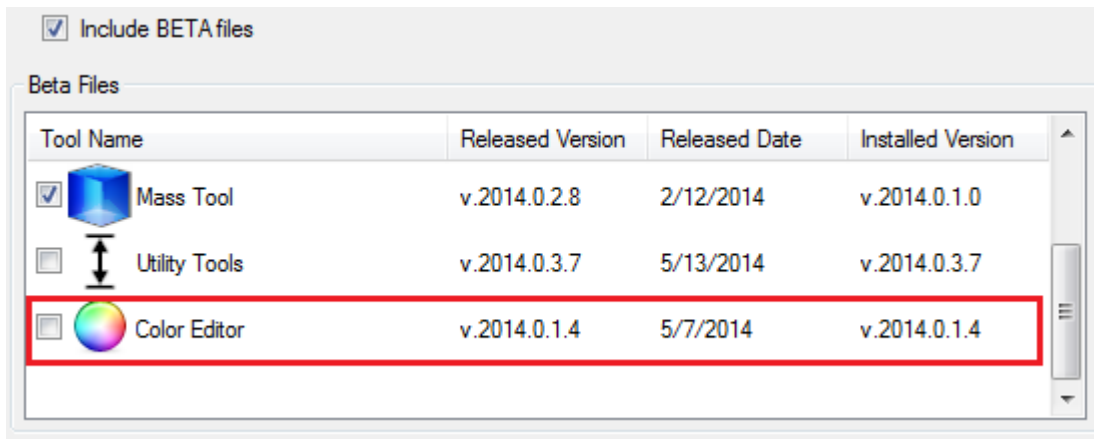 Include BETA files
Beta Files
Tool Name Released Version Released Date Installed Version
Mass Tool v.2014.0.2.8 2/12/2014 v.2014.0.1.0
Utility Tools v.2014.0.3.7 5/13/2014 v.2014.0.3.7
Color Editor v.2014.0.1.4 5/7/2014 v.2014.0.1.4